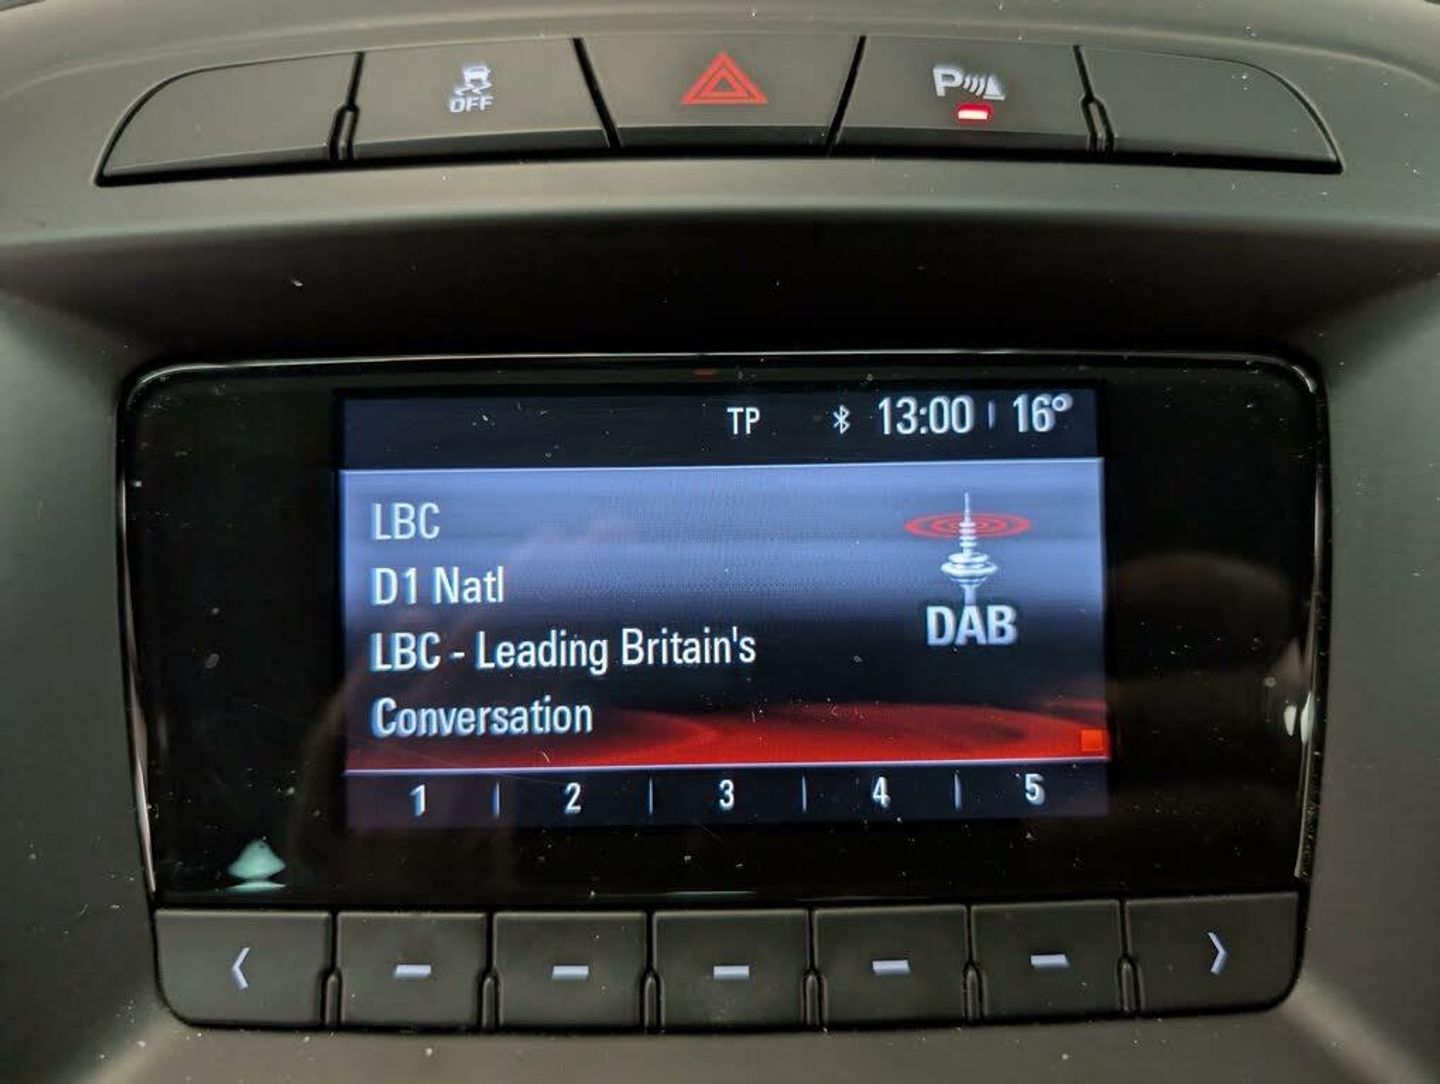 OFF
P
TP 13:00 16°
LBC
D1 Natl
LBC - Leading Britain's
Conversation
DAB
1 2 3 4 5